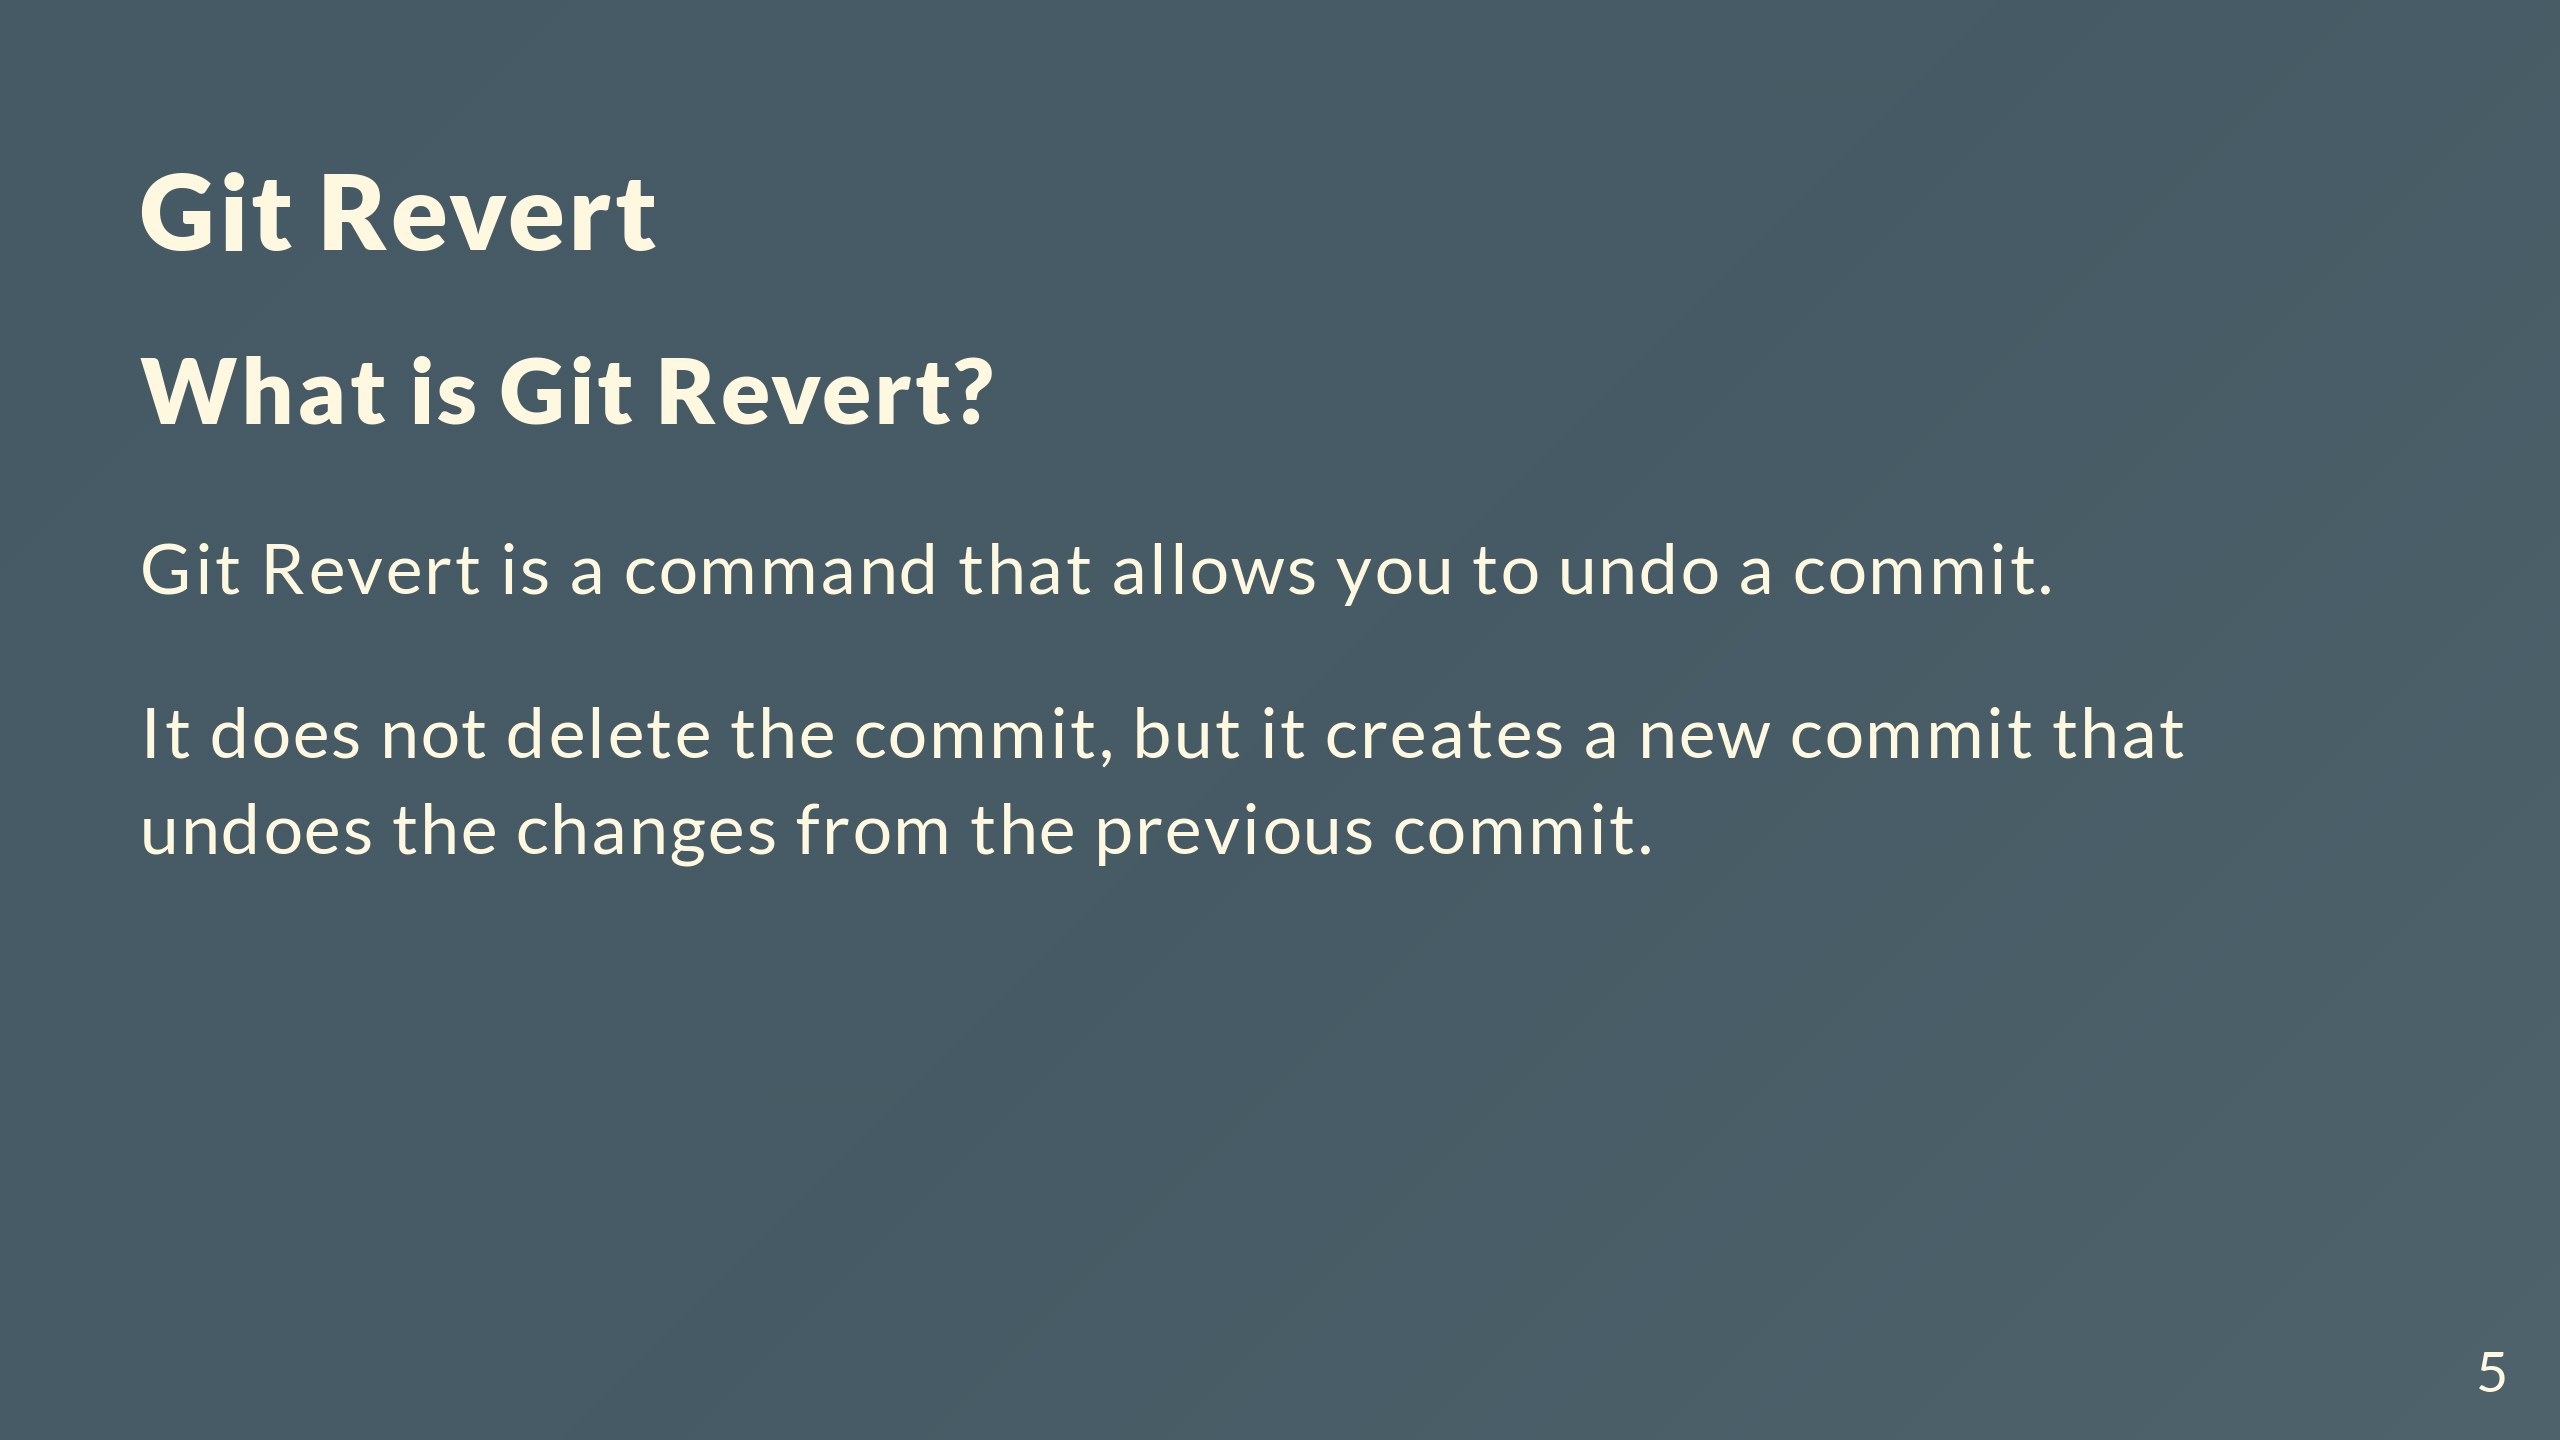 Git Revert
What is Git Revert?
Git Revert is a command that allows you to undo a commit.
It does not delete the commit, but it creates a new commit that
undoes the changes from the previous commit.
5